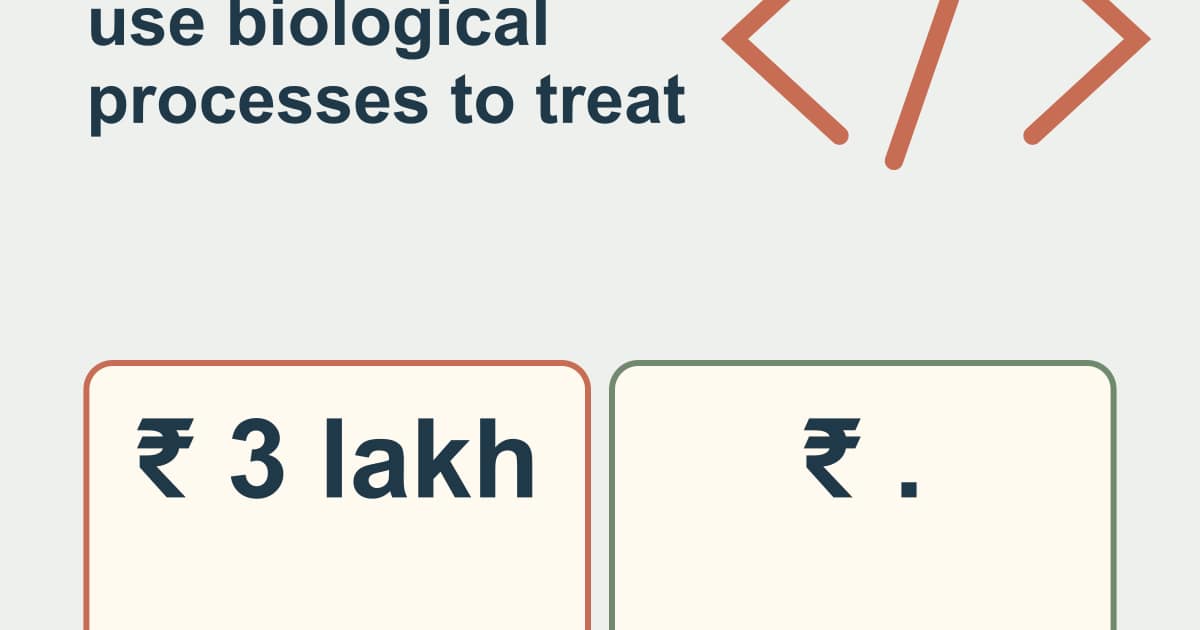 use biological
processes to treat
₹ 3 lakh
₹ .